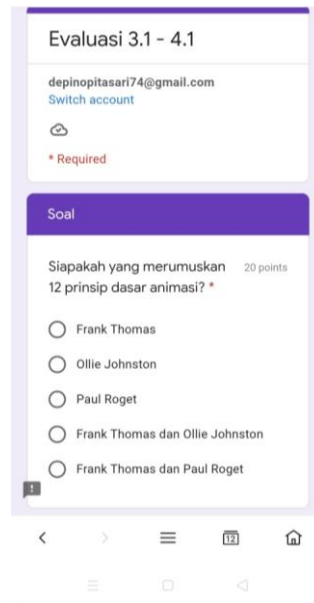 Evaluasi 3.1 - 4.1
depinopitasari74@gmail.com
Switch account
* Required
Soal
Siapakah yang merumuskan 20 points
12 prinsip dasar animasi? *
Frank Thomas
Ollie Johnston
Paul Roget
Frank Thomas dan Ollie Johnston
Frank Thomas dan Paul Roget
12